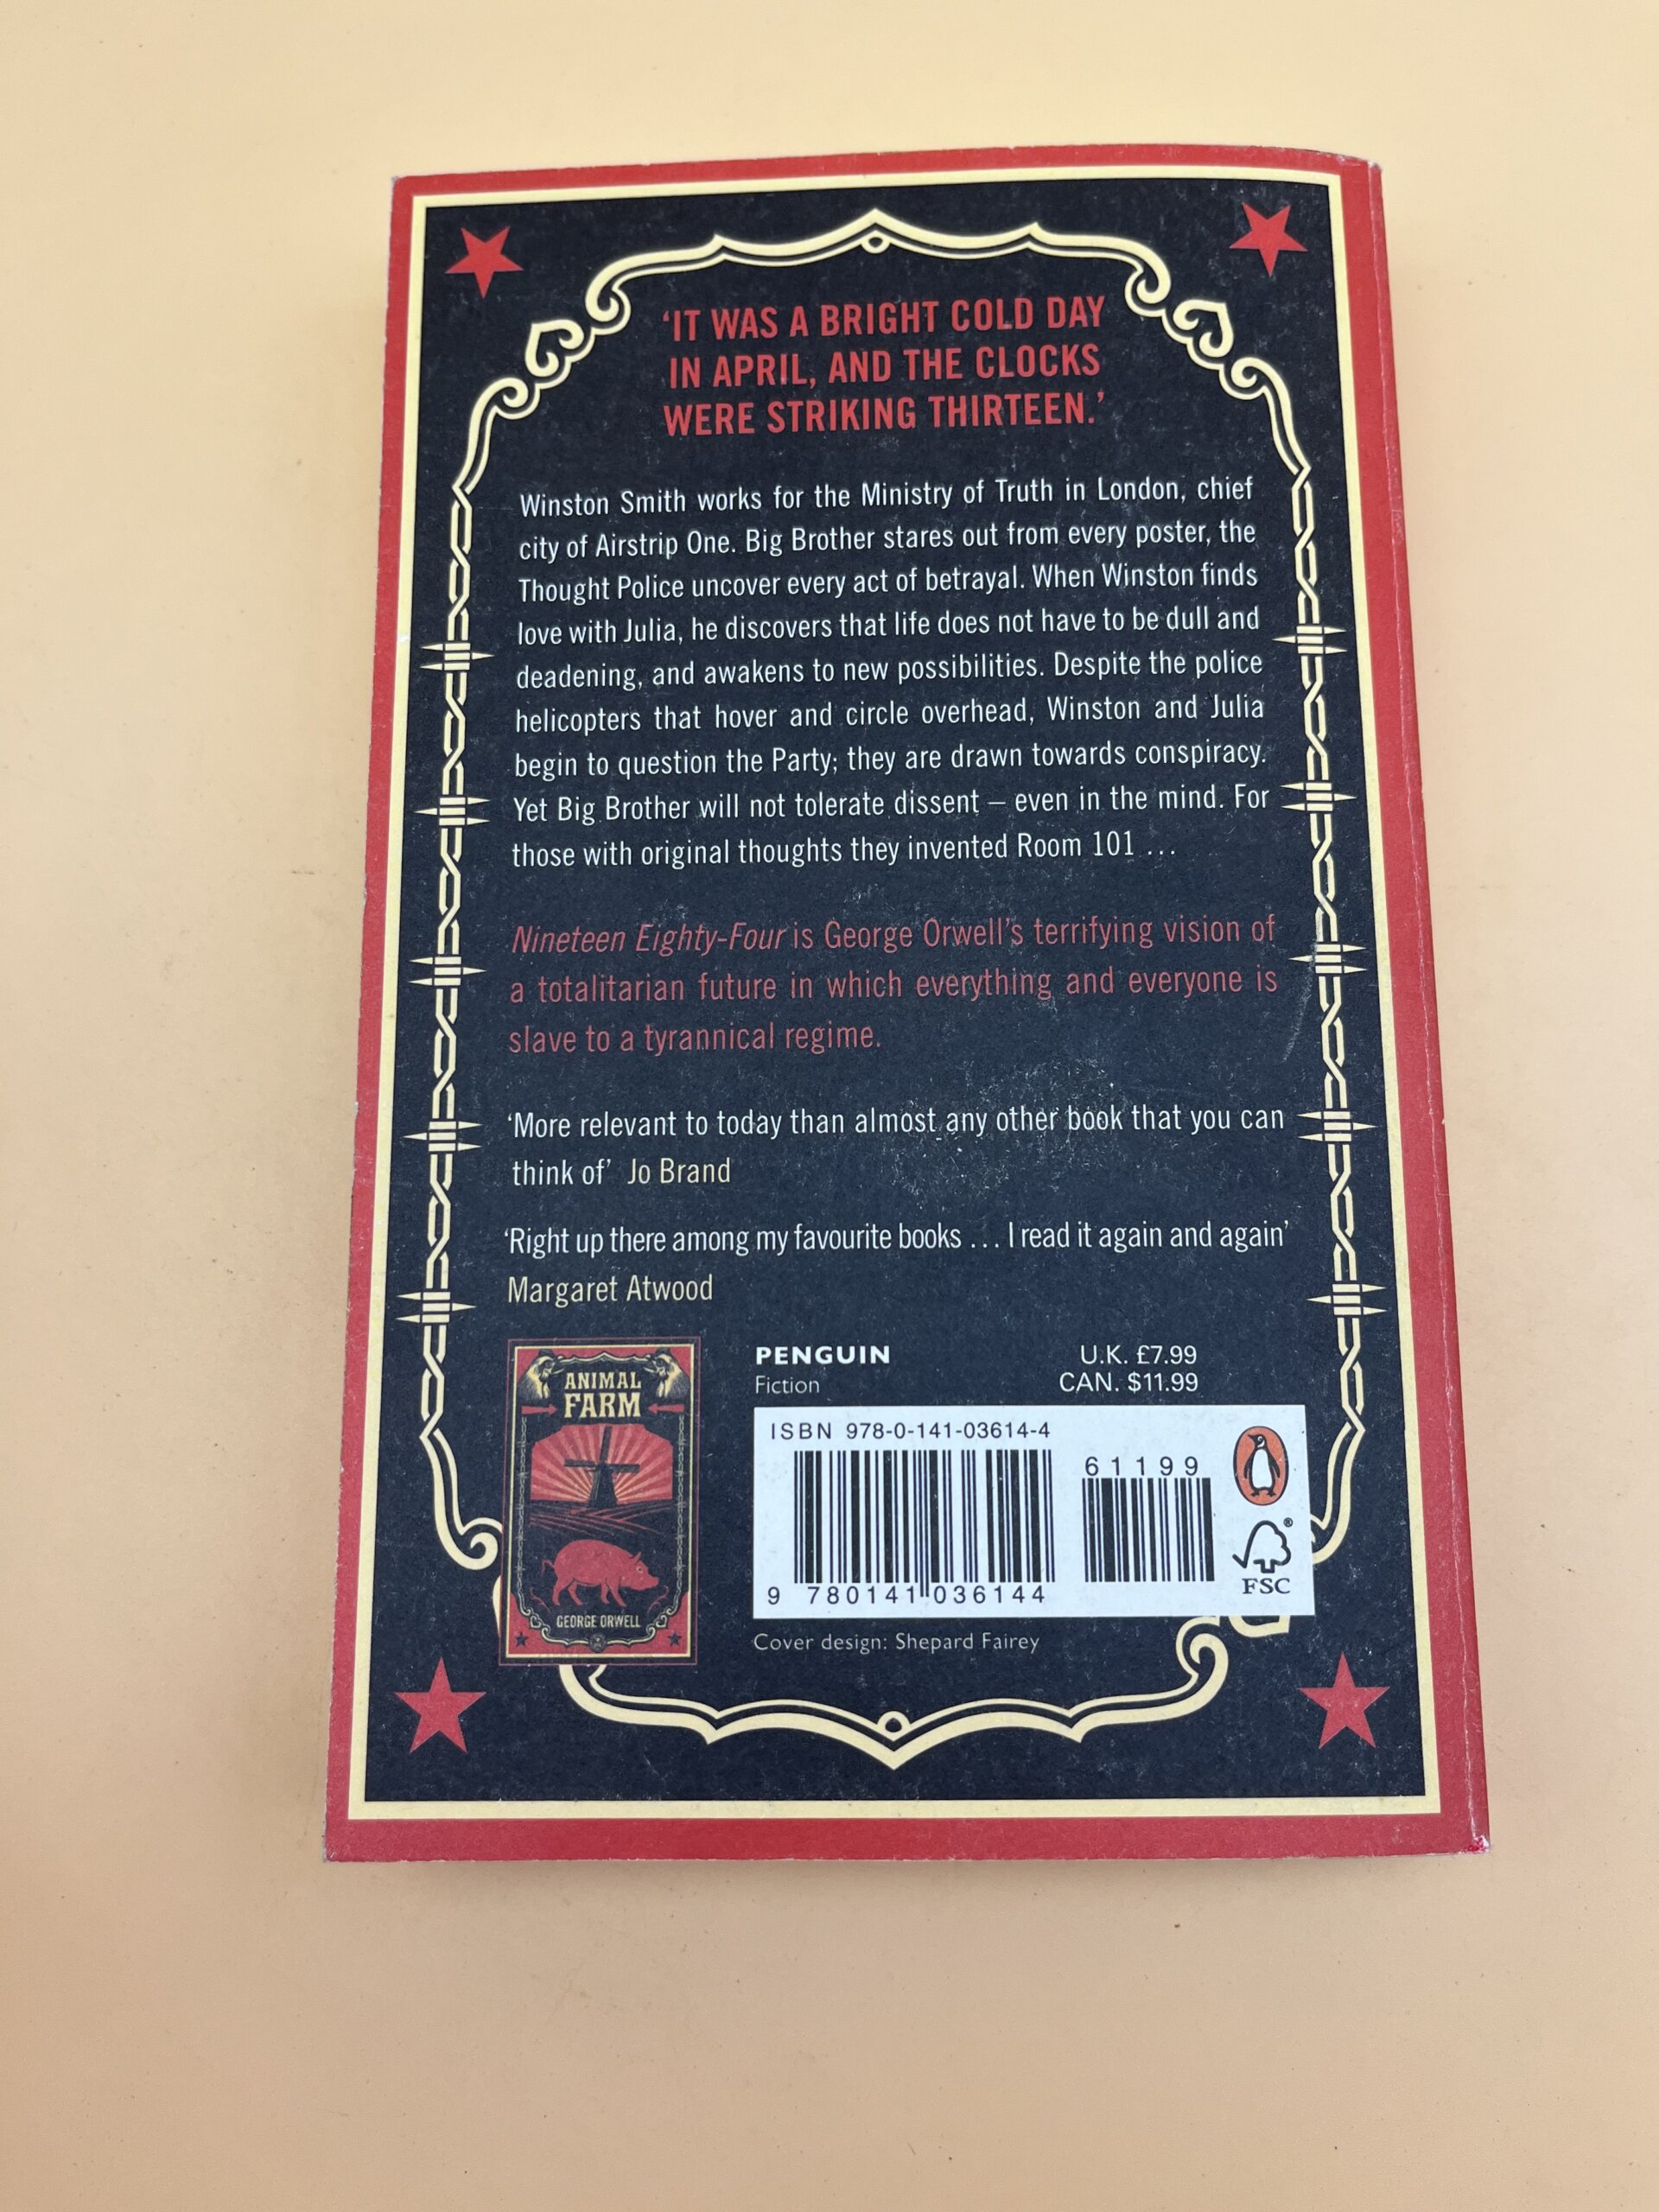 ‘IT WAS A BRIGHT COLD DAY
IN APRIL, AND THE CLOCKS
WERE STRIKING THIRTEEN.’
Winston Smith works for the Ministry of Truth in London, chief
city of Airstrip One. Big Brother stares out from every poster, the
Thought Police uncover every act of betrayal. When Winston finds
love with Julia, he discovers that life does not have to be dull and
deadening, and awakens to new possibilities. Despite the police
helicopters that hover and circle overhead, Winston and Julia
begin to question the Party; they are drawn towards conspiracy.
Yet Big Brother will not tolerate dissent – even in the mind. For
those with original thoughts they invented Room 101 …
Nineteen Eighty-Four is George Orwell’s terrifying vision of
a totalitarian future in which everything and everyone is
slave to a tyrannical regime.
‘More relevant to today than almost any other book that you can
think of’ Jo Brand
‘Right up there among my favourite books … I read it again and again’
Margaret Atwood
ANIMAL
FARM
GEORGE ORWELL
PENGUIN
Fiction
U.K. £7.99
CAN. $11.99
ISBN 978-0-141-03614-4
61199
9 780141 036144
FSC
®
Cover design: Shepard Fairey